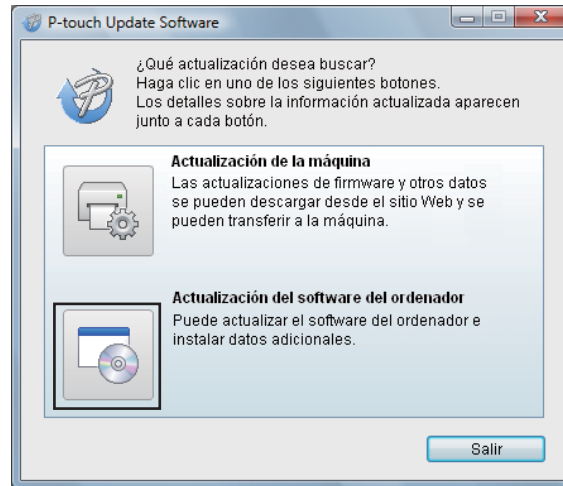 P-touch Update Software
¿Qué actualización desea buscar?
Haga clic en uno de los siguientes botones.
Los detalles sobre la información actualizada aparecen
junto a cada botón.
Actualización de la máquina
Las actualizaciones de firmware y otros datos
se pueden descargar desde el sitio Web y se
pueden transferir a la máquina.
Actualización del software del ordenador
Puede actualizar el software del ordenador e
instalar datos adicionales.
Salir